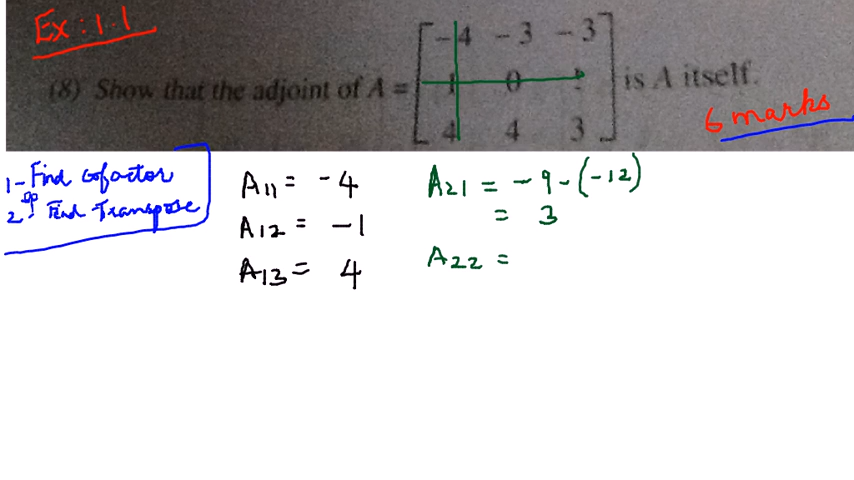 Ex: 1.1
-4 -3 -3
(8) Show that the adjoint of A = 1 0 1 is A itself.
4 4 3
6 marks
1- Find cofactor
2- Find Transpose
A11 = -4
A12 = -1
A13 = 4
A21 = -9-(-12)
= 3
A22 =